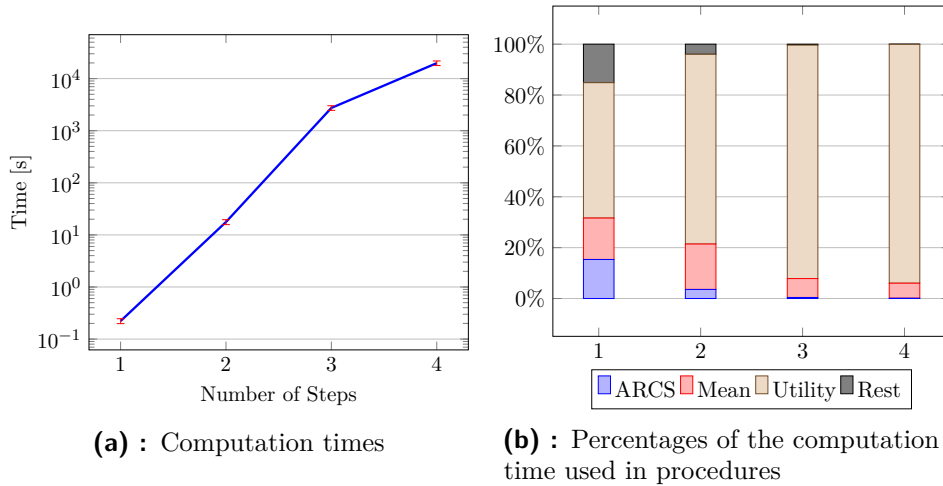 10^4
10^3
10^2
10^1
10^0
10^−1
Time [s]
1 2 3 4
Number of Steps
(a) : Computation times
100%
80%
60%
40%
20%
0%
1 2 3 4
ARCS Mean Utility Rest
(b) : Percentages of the computation
time used in procedures